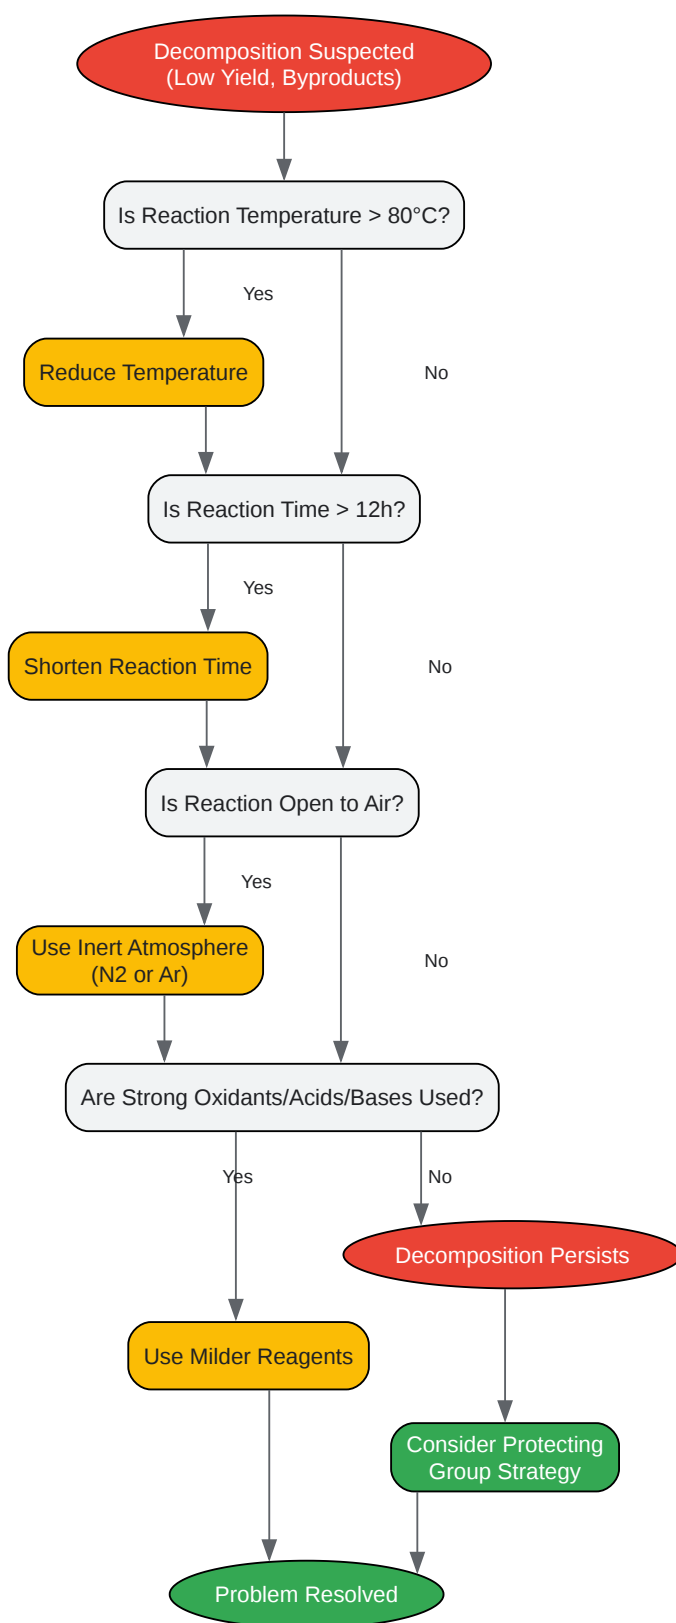 Decomposition Suspected
(Low Yield, Byproducts)
Is Reaction Temperature > 80°C?
Yes
Reduce Temperature
No
Is Reaction Time > 12h?
Yes
Shorten Reaction Time
No
Is Reaction Open to Air?
Yes
Use Inert Atmosphere
(N2 or Ar)
No
Are Strong Oxidants/Acids/Bases Used?
Yes
No
Decomposition Persists
Use Milder Reagents
Consider Protecting
Group Strategy
Problem Resolved